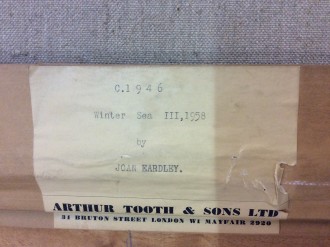 C.1946
Winter Sea III,1958
by
JOAN EARDLEY.
ARTHUR TOOTH & SONS LTD
31 BRUTON STREET LONDON W1 MAYFAIR 2920